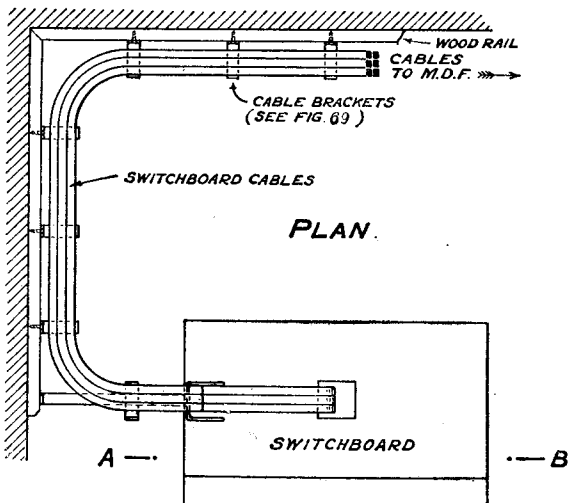 WOOD RAIL
CABLES
TO M.D.F.
CABLE BRACKETS
(SEE FIG. 69)
SWITCHBOARD CABLES
PLAN.
SWITCHBOARD
A
B